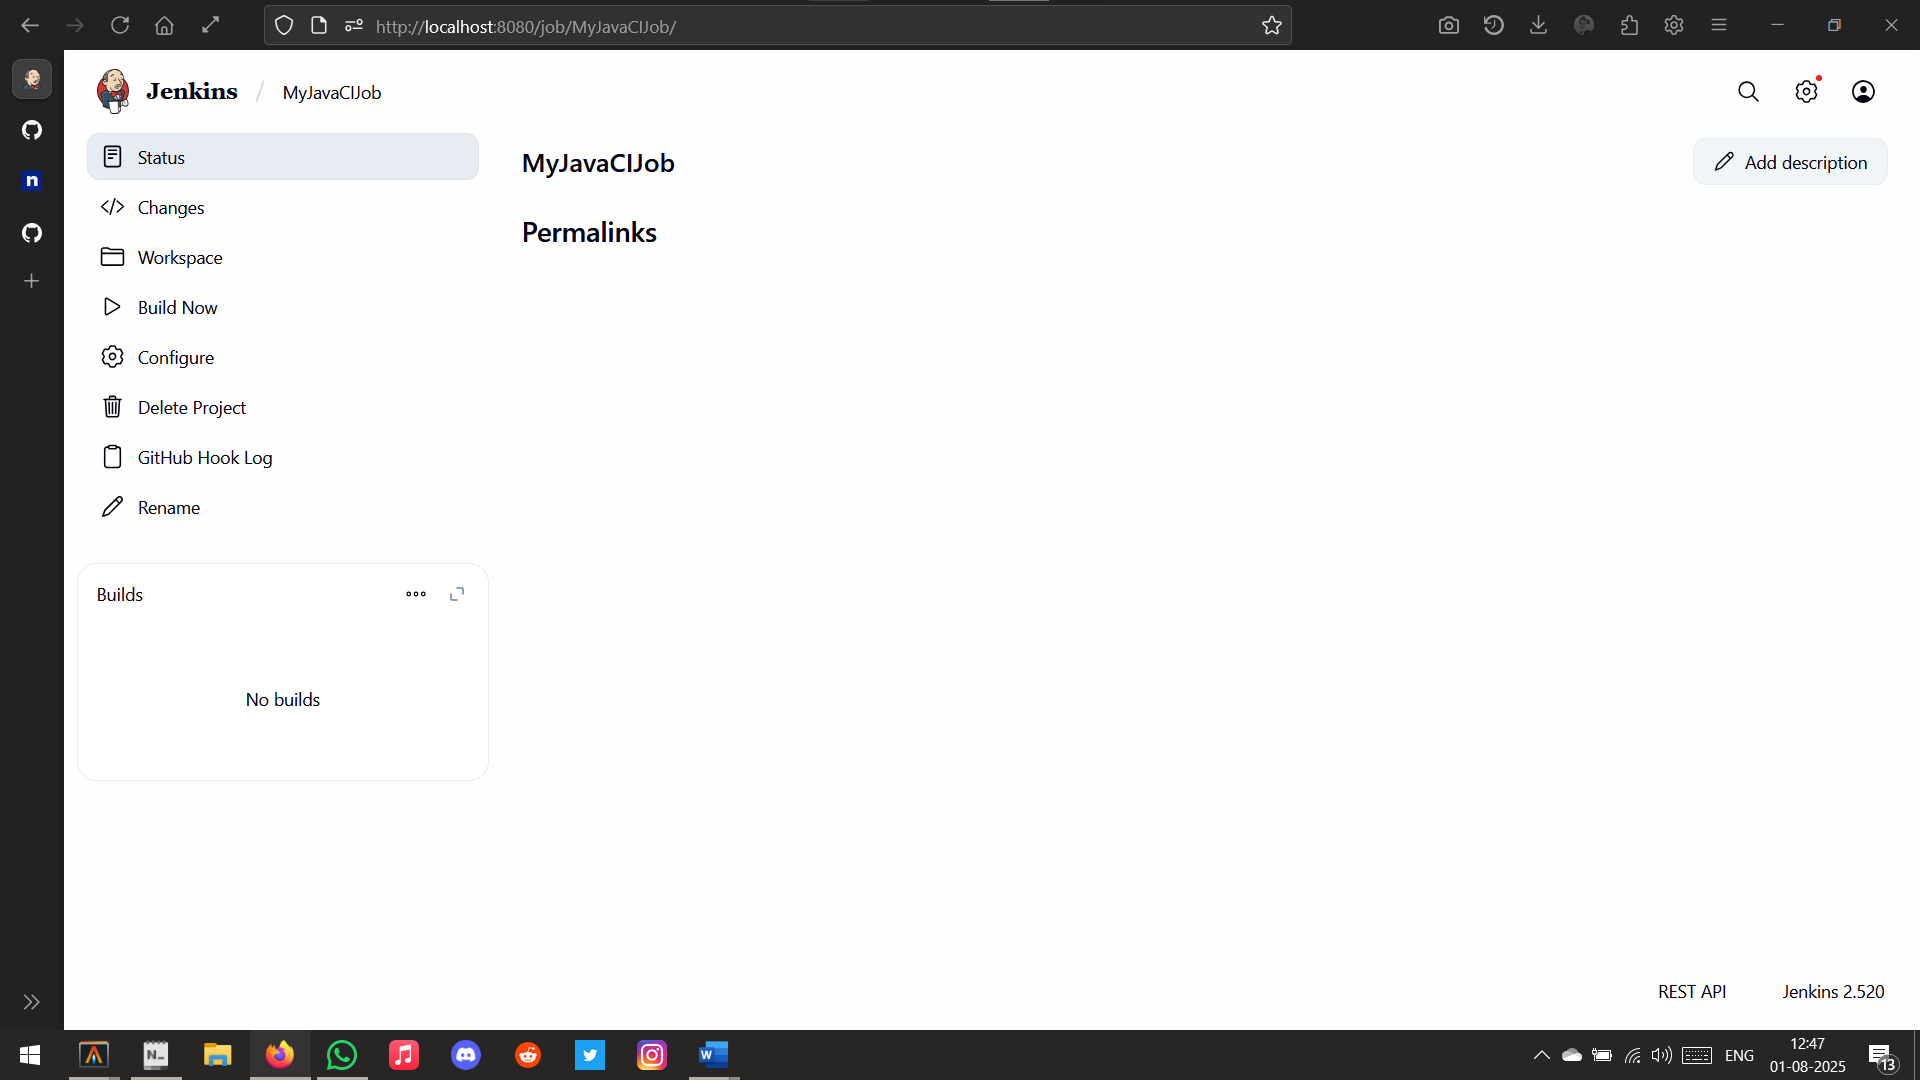 http://localhost:8080/job/MyJavaCIJob/
Jenkins / MyJavaCIJob
Status
Changes
Workspace
Build Now
Configure
Delete Project
GitHub Hook Log
Rename
MyJavaCIJob
Add description
Permalinks
Builds
No builds
REST API
Jenkins 2.520
n
N_
W
ENG
12:47
01-08-2025
13